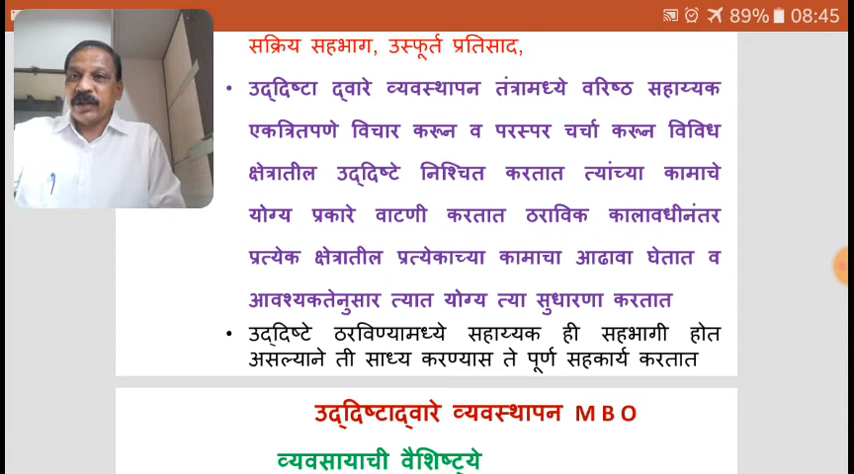 89% 08:45
सक्रिय सहभाग, उस्फूर्त प्रतिसाद,
• उद्दिष्टा द्वारे व्यवस्थापन तंत्रामध्ये वरिष्ठ सहाय्यक
एकत्रितपणे विचार करून व परस्पर चर्चा करून विविध
क्षेत्रातील उद्दिष्टे निश्चित करतात त्यांच्या कामाचे
योग्य प्रकारे वाटणी करतात ठराविक कालावधीनंतर
प्रत्येक क्षेत्रातील प्रत्येकाच्या कामाचा आढावा घेतात व
आवश्यकतेनुसार त्यात योग्य त्या सुधारणा करतात
• उद्दिष्टे ठरविण्यामध्ये सहाय्यक ही सहभागी होत
असल्याने ती साध्य करण्यास ते पूर्ण सहकार्य करतात
उद्दिष्टाद्वारे व्यवस्थापन M B O
व्यवसायाची वैशिष्ट्ये